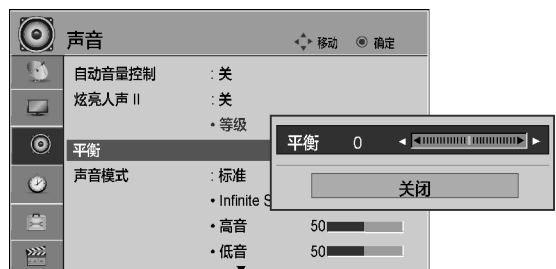 声音 移动 确定
自动音量控制 : 关
炫亮人声 II : 关
• 等级
平衡
声音模式 : 标准
• Infinite S
• 高音 50
• 低音 50
平衡 0
关闭